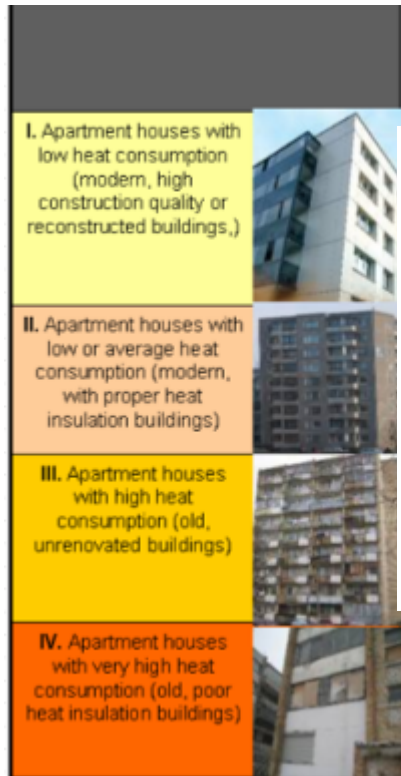 I. Apartment houses with
low heat consumption
(modern, high
construction quality or
reconstructed buildings,)
II. Apartment houses with
low or average heat
consumption (modern,
with proper heat
insulation buildings)
III. Apartment houses
with high heat
consumption (old,
unrenovated buildings)
IV. Apartment houses
with very high heat
consumption (old, poor
heat insulation buildings)